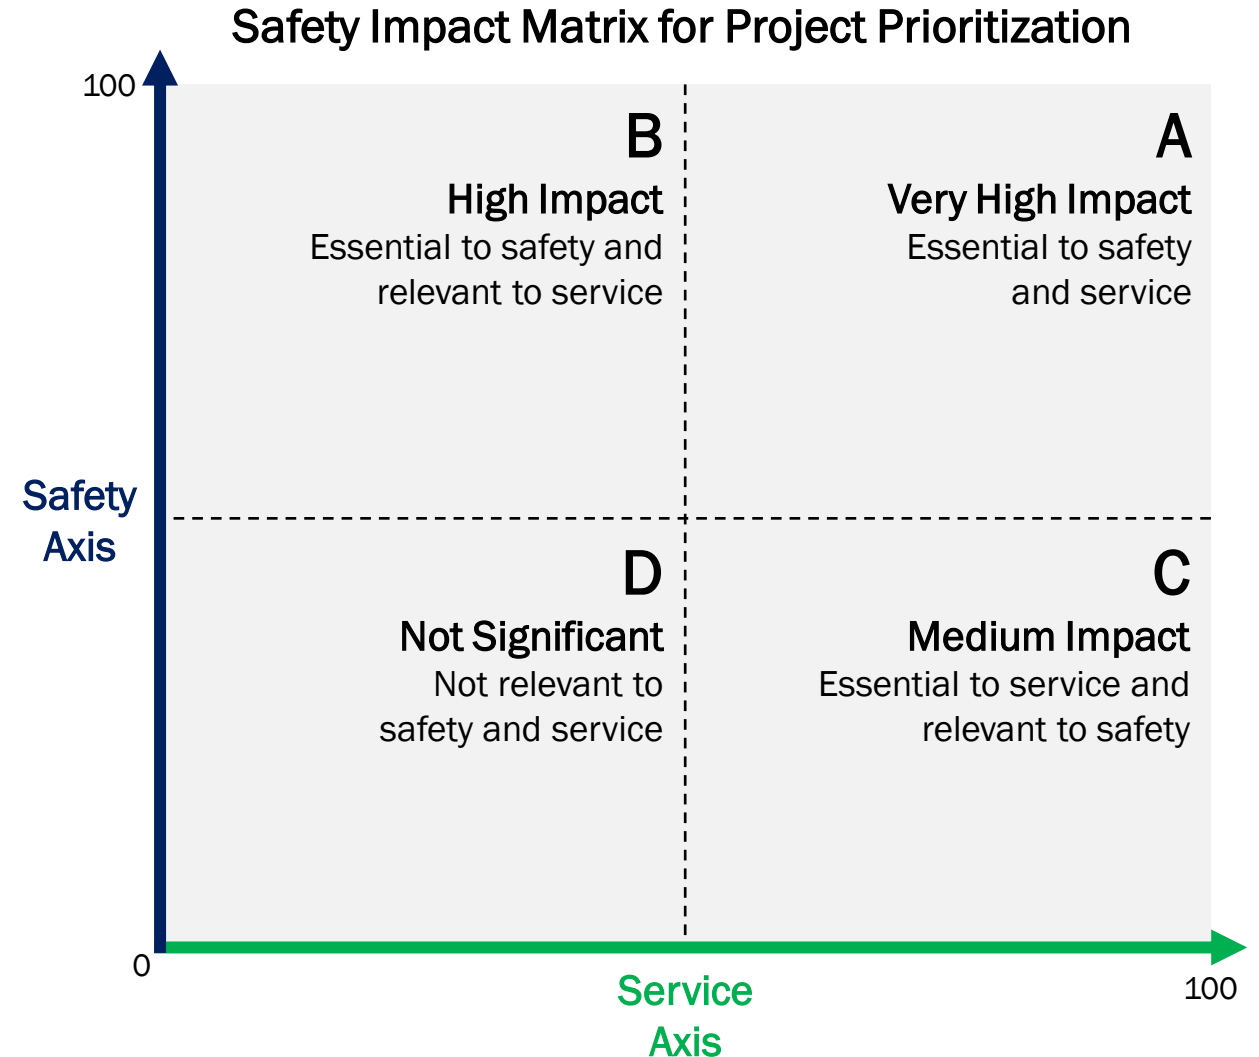 Safety Impact Matrix for Project Prioritization
100
B
High Impact
Essential to safety and
relevant to service
A
Very High Impact
Essential to safety
and service
Safety
Axis
D
Not Significant
Not relevant to
safety and service
C
Medium Impact
Essential to service and
relevant to safety
0
Service
Axis
100